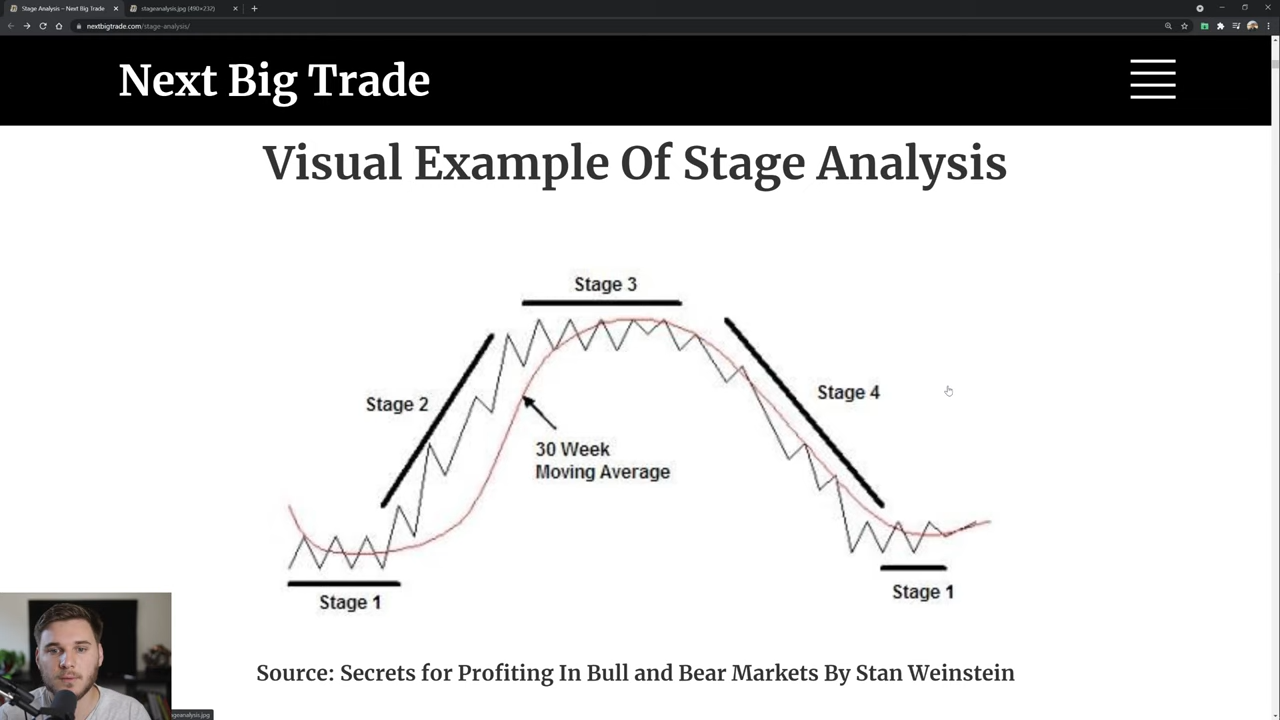 Stage Analysis – Next Big Trade
stageanalysis.jpg (490×232)
nextbigtrade.com/stage-analysis/
Next Big Trade
Visual Example Of Stage Analysis
Stage 3
Stage 2
Stage 4
30 Week
Moving Average
Stage 1
Stage 1
Source: Secrets for Profiting In Bull and Bear Markets By Stan Weinstein
ageanalysis.jpg